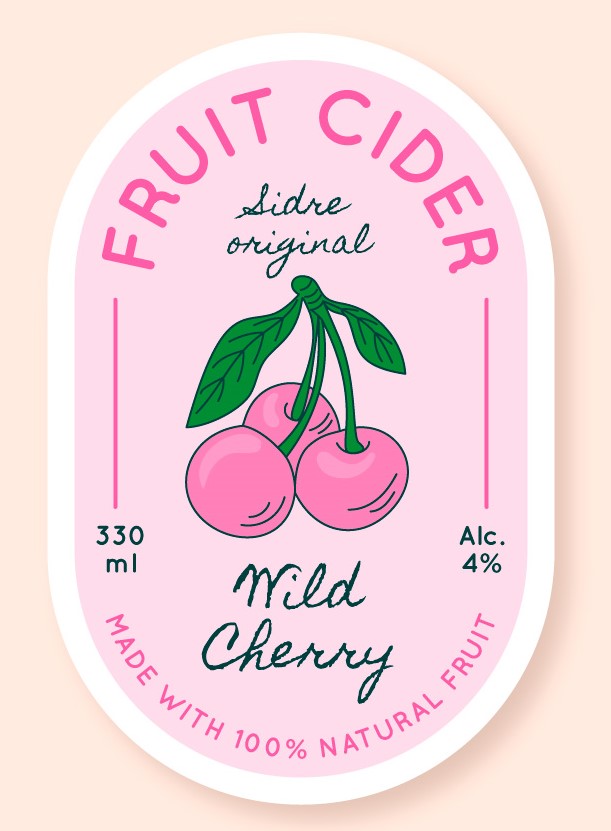 FRUIT CIDER
Sidre
original
330
ml
Alc.
4%
Wild
Cherry
MADE WITH 100% NATURAL FRUIT